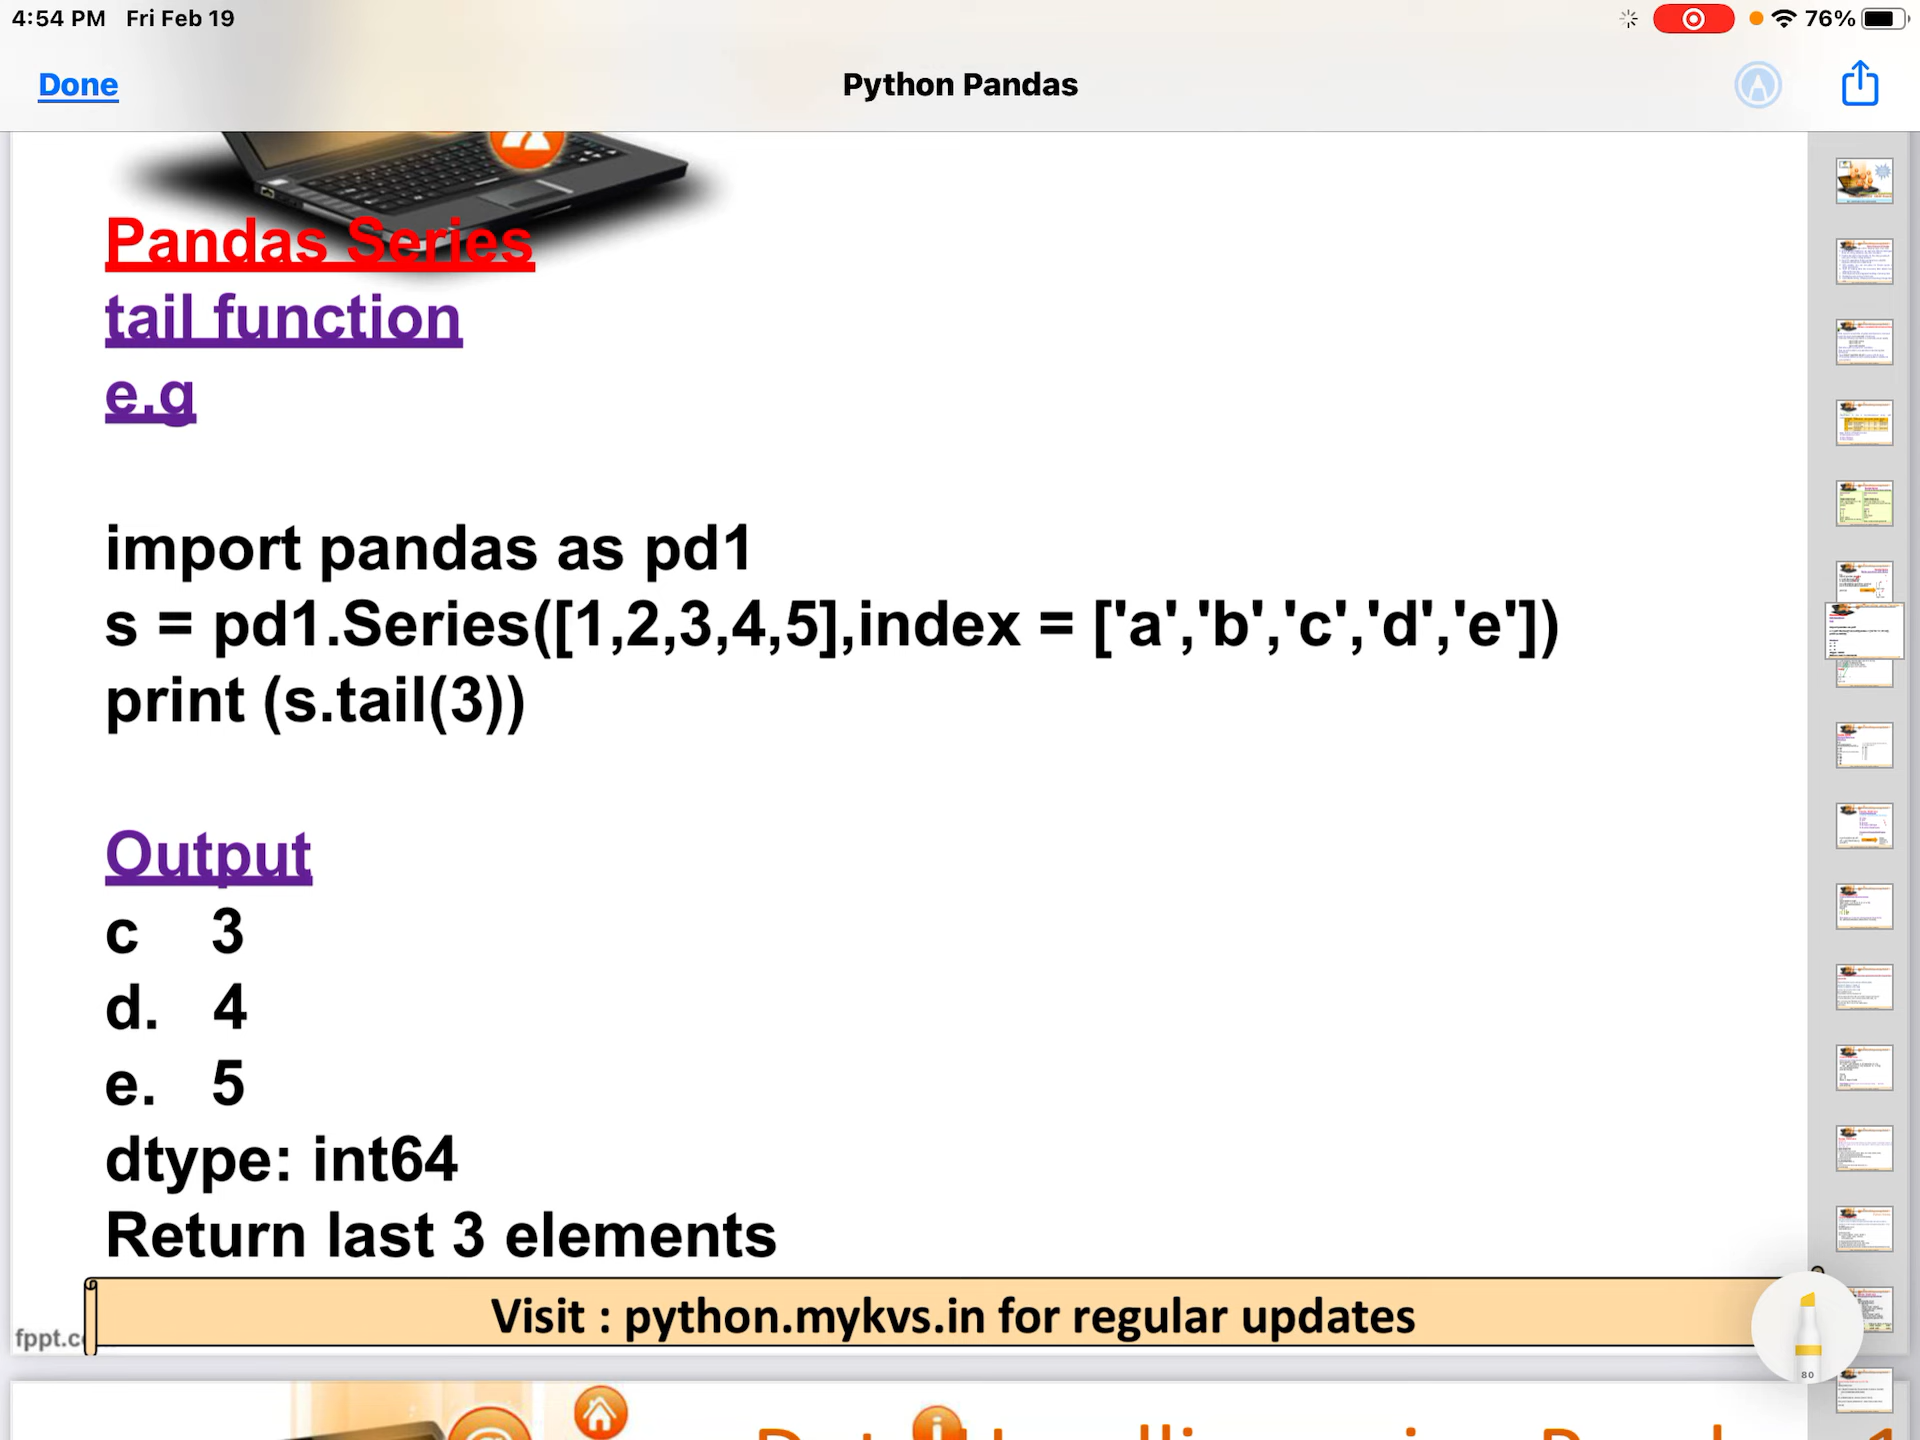 4:54 PM Fri Feb 19
76%
Done
Python Pandas
Pandas Series
tail function
e.g
import pandas as pd1
s = pd1.Series([1,2,3,4,5],index = ['a','b','c','d','e'])
print (s.tail(3))
Output
c 3
d. 4
e. 5
dtype: int64
Return last 3 elements
Visit : python.mykvs.in for regular updates
80